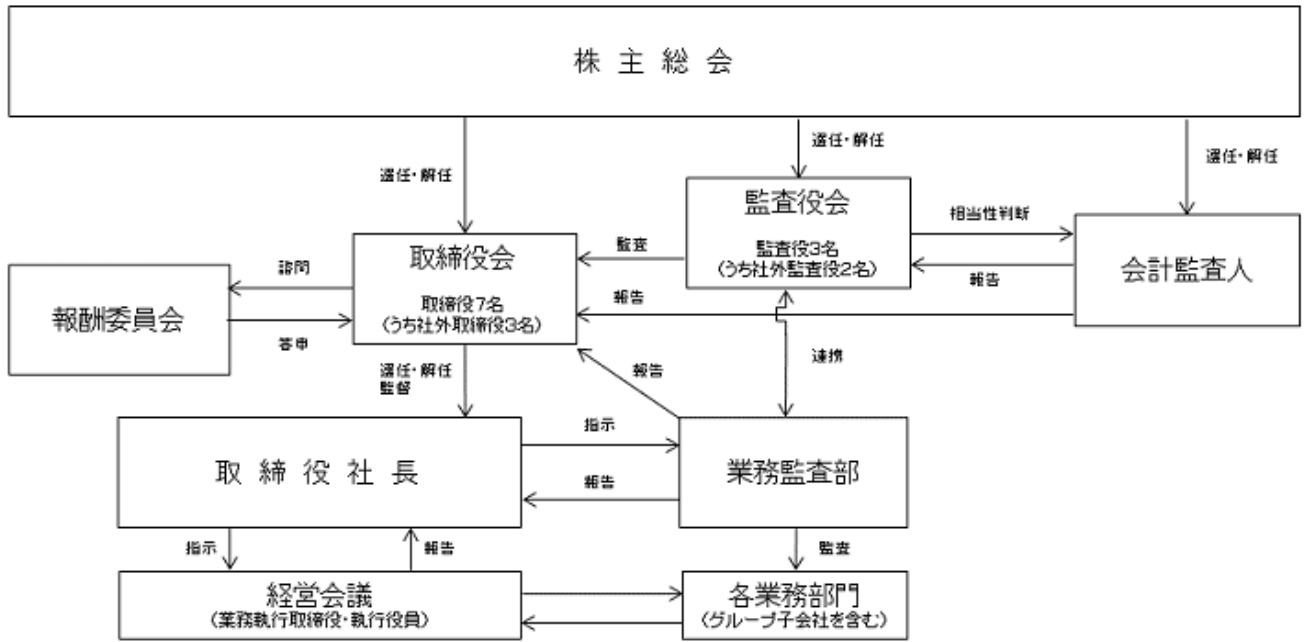 株主総会
選任・解任
選任・解任
選任・解任
監査役会
監査役3名
(うち社外監査役2名)
相当性判断
報告
会計監査人
取締役会
取締役7名
(うち社外取締役3名)
監査
報告
諮問
答申
報酬委員会
選任・解任
監督
報告
連携
取締役社長
指示
報告
業務監査部
指示
報告
監査
経営会議
(業務執行取締役・執行役員)
各業務部門
(グループ子会社を含む)